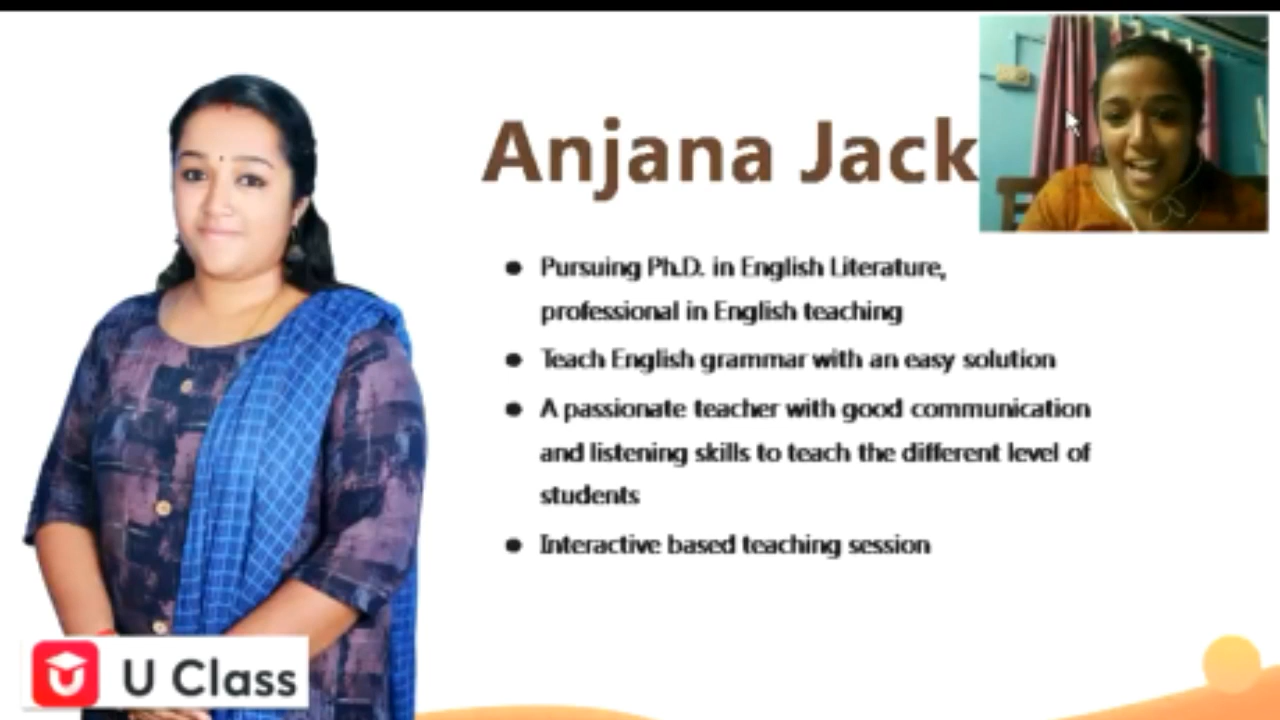 Anjana Jack
Pursuing Ph.D. in English Literature,
professional in English teaching
Teach English grammar with an easy solution
A passionate teacher with good communication
and listening skills to teach the different level of
students
Interactive based teaching session
U Class